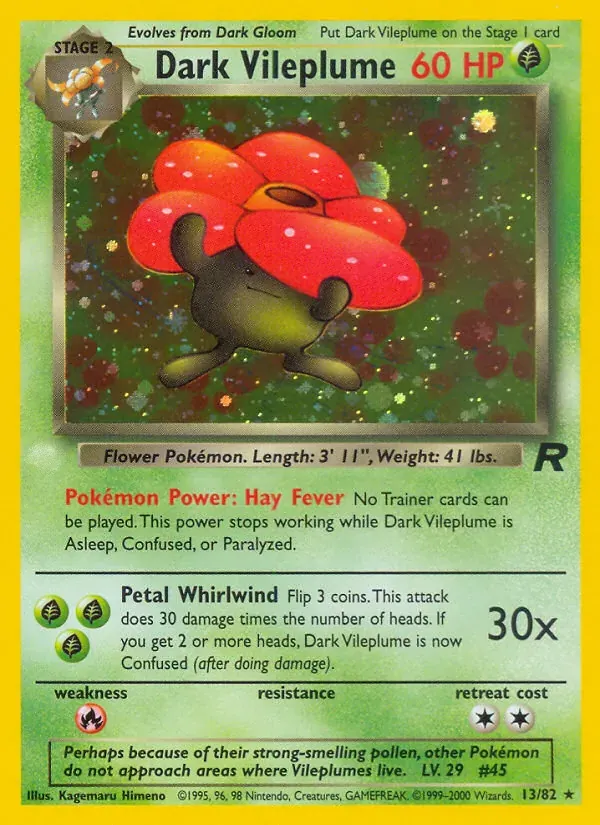 Evolves from Dark Gloom Put Dark Vileplume on the Stage 1 card
STAGE 2
Dark Vileplume 60 HP
Flower Pokémon. Length: 3' 11", Weight: 41 lbs.
R
Pokémon Power: Hay Fever No Trainer cards can
be played. This power stops working while Dark Vileplume is
Asleep, Confused, or Paralyzed.
Petal Whirlwind Flip 3 coins. This attack
does 30 damage times the number of heads. If
you get 2 or more heads, Dark Vileplume is now
Confused (after doing damage).
30x
weakness resistance retreat cost
Perhaps because of their strong-smelling pollen, other Pokémon
do not approach areas where Vileplumes live. LV. 29 #45
Illus. Kagemaru Himeno ©1995, 96, 98 Nintendo, Creatures, GAMEFREAK. ©1999-2000 Wizards. 13/82 ★